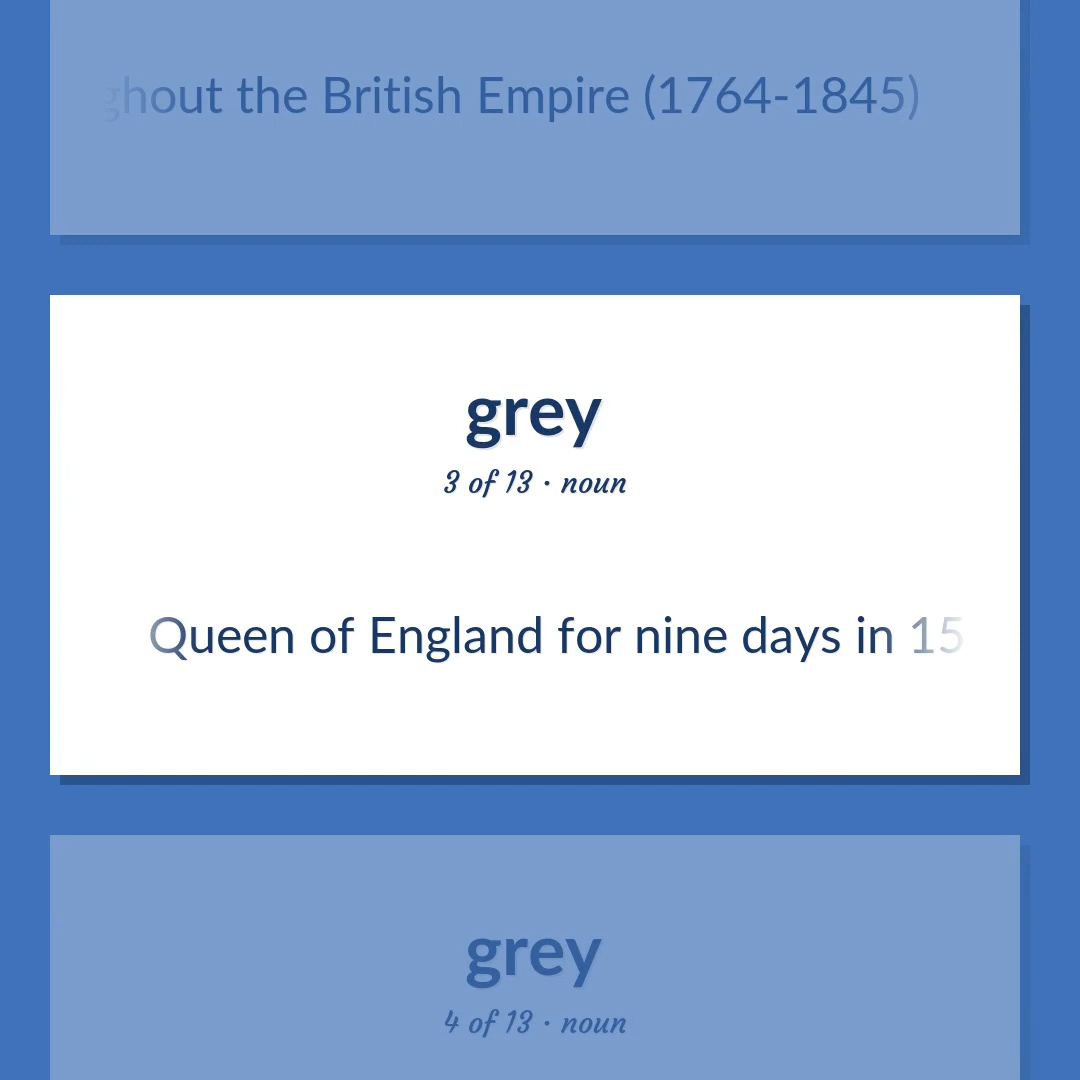 ghout the British Empire (1764-1845)
grey
3 of 13 · noun
Queen of England for nine days in 15
grey
4 of 13 · noun